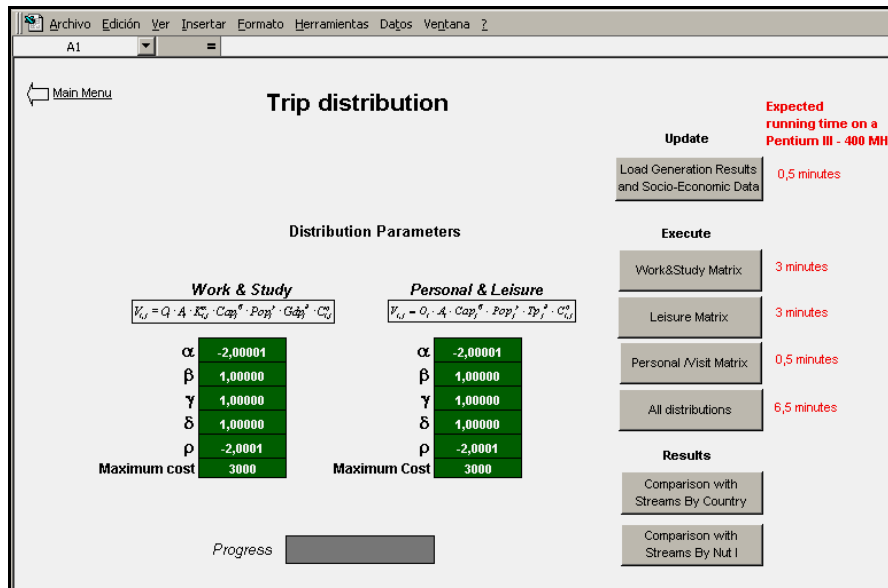 Archivo Edición Ver Insertar Formato Herramientas Datos Ventana ?
A1 =
Main Menu
Trip distribution
Expected
running time on a
Pentium III - 400 MH
Update
Load Generation Results
and Socio-Economic Data
0,5 minutes
Distribution Parameters
Execute
Work&Study Matrix
3 minutes
Work & Study
Personal & Leisure
Leisure Matrix
3 minutes
α -2,00001
α -2,00001
Personal /Visit Matrix
0,5 minutes
β 1,00000
β 1,00000
γ 1,00000
γ 1,00000
All distributions
6,5 minutes
δ 1,00000
δ 1,00000
ρ -2,0001
ρ -2,0001
Maximum cost 3000
Maximum Cost 3000
Results
Comparison with
Streams By Country
Comparison with
Streams By Nut I
Progress